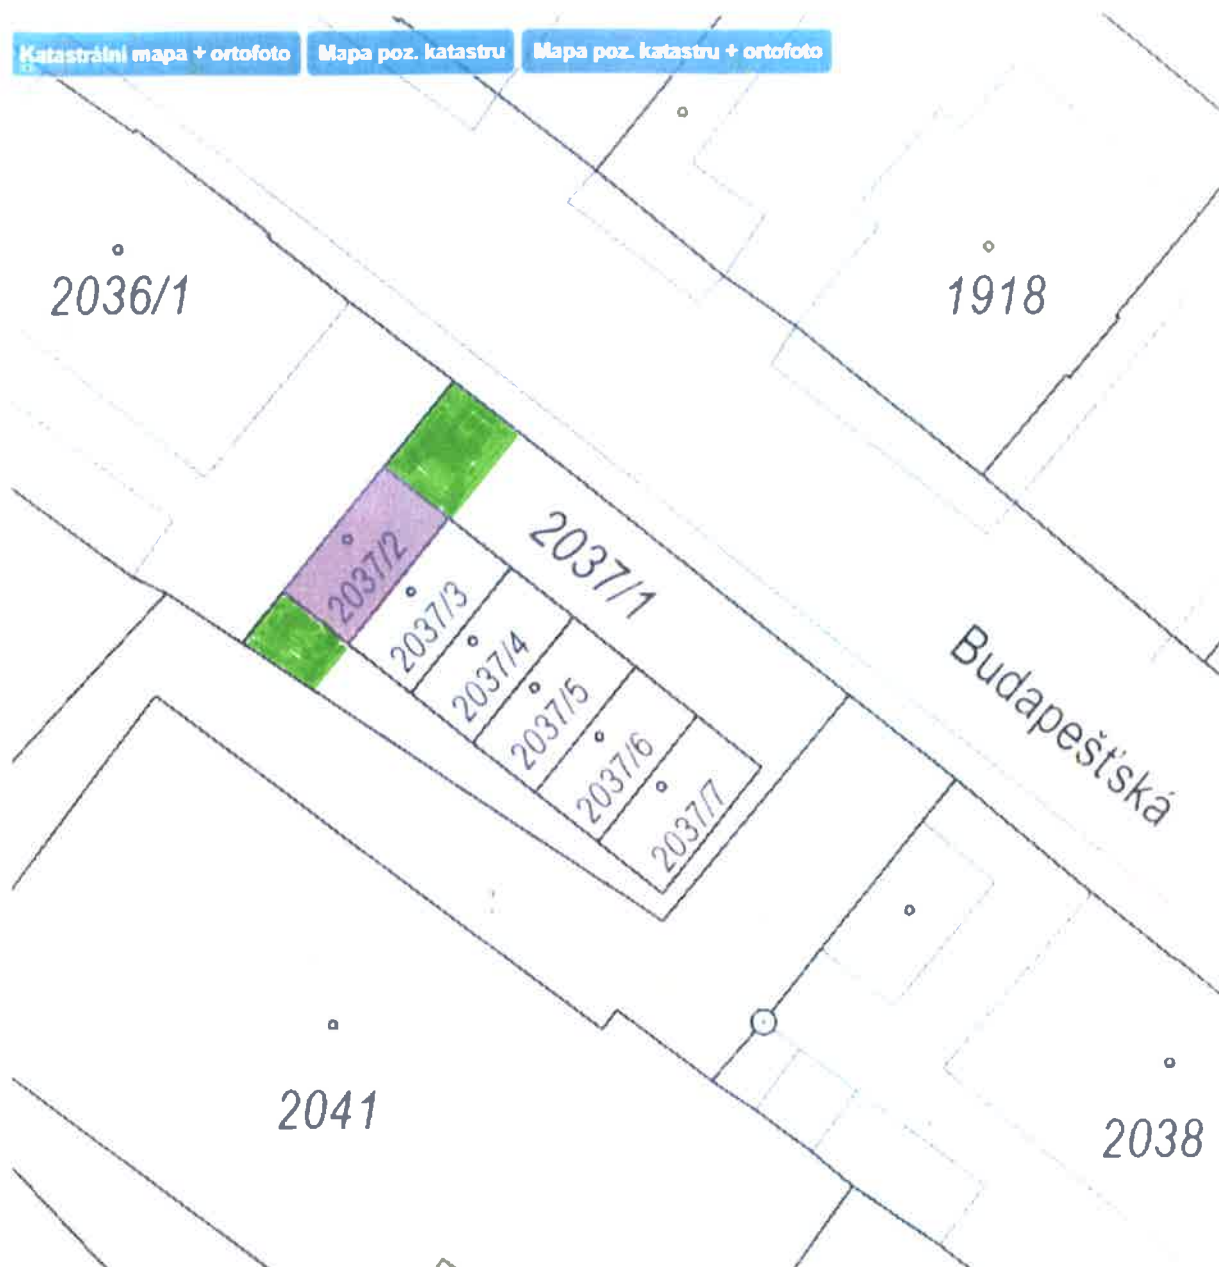 Katastrální mapa + ortofoto
Mapa poz. katastru
Mapa poz. katastru + ortofoto
2036/1
1918
2037/1
2037/2
2037/3
2037/4
2037/5
2037/6
2037/7
Budapešťská
2041
2038